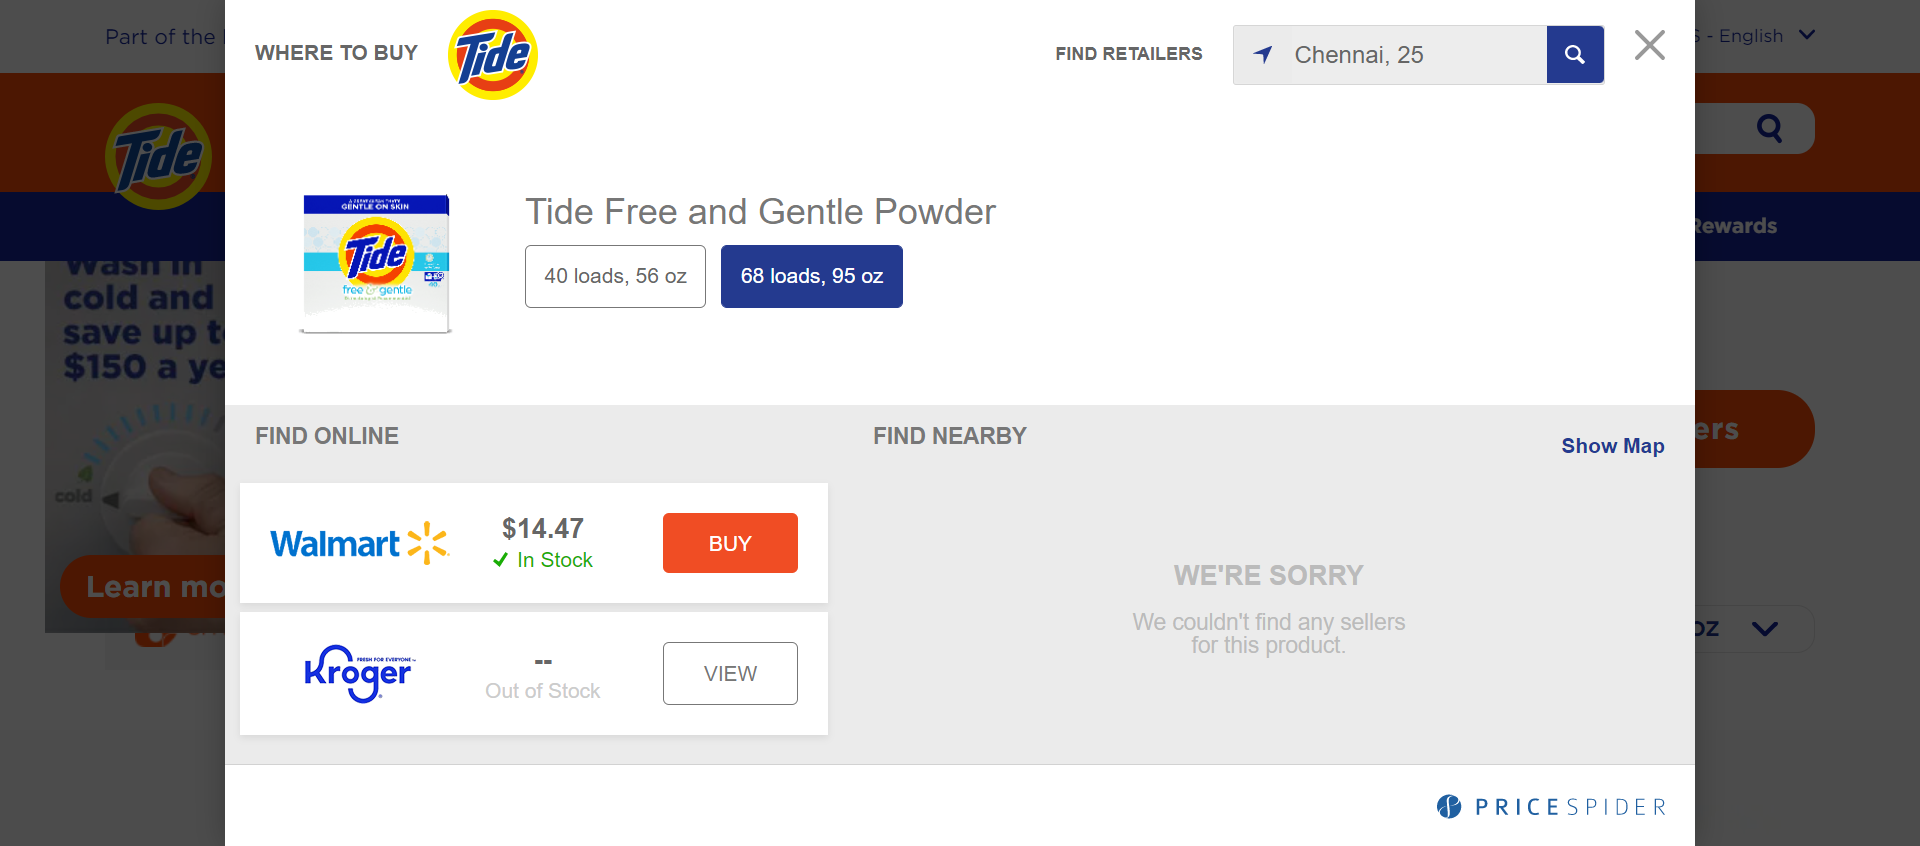 Part of the
S - English
WHERE TO BUY
Tide
FIND RETAILERS
Chennai, 25
Tide
Rewards
Tide Free and Gentle Powder
40 loads, 56 oz
68 loads, 95 oz
GENTLE ON SKIN
Tide
free & gentle
Wash in
cold and
save up to
$150 a ye
cold
Learn mo
FIND ONLINE
FIND NEARBY
Show Map
ers
Walmart
$14.47
In Stock
BUY
Kroger
FRESH FOR EVERYONE
--
Out of Stock
VIEW
WE'RE SORRY
We couldn't find any sellers
for this product.
OZ
PRICESPIDER